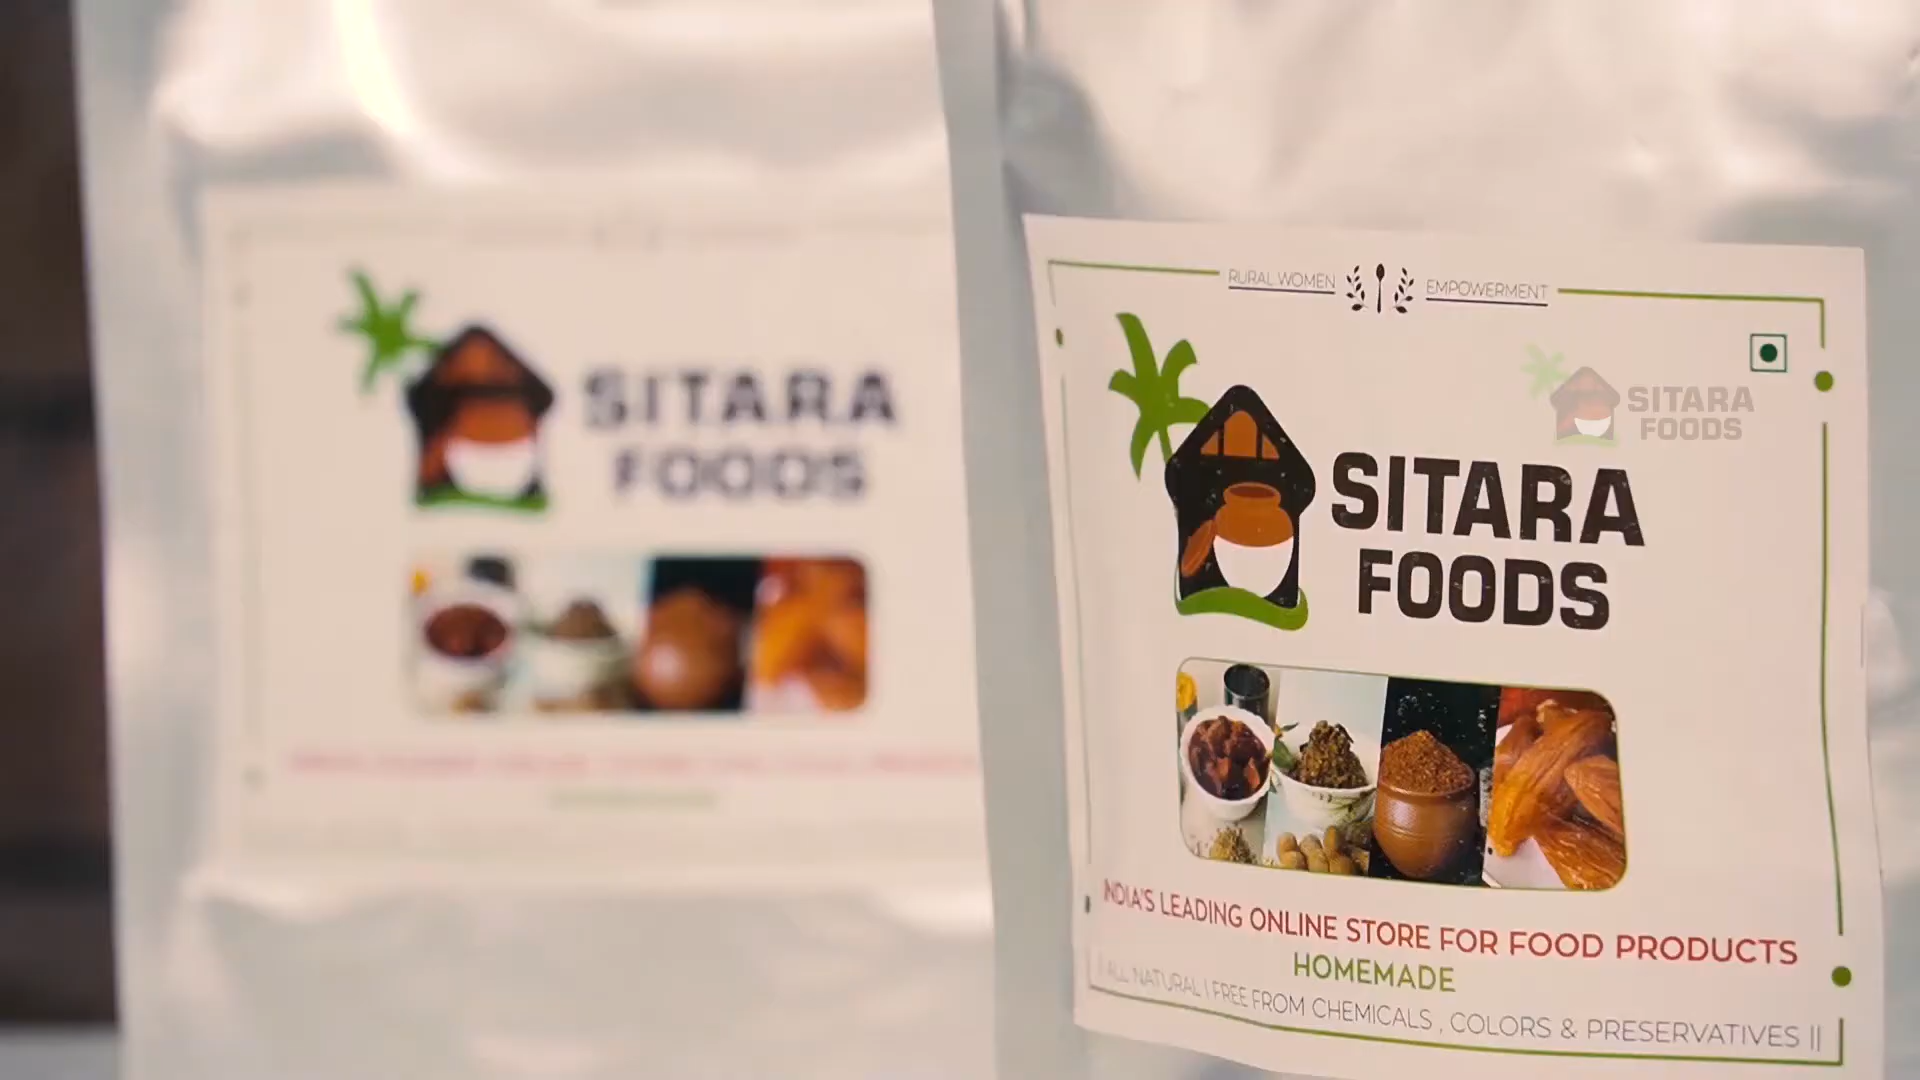 SITARA
FOODS
RURAL WOMEN EMPOWERMENT
SITARA
FOODS
SITARA
FOODS
INDIA'S LEADING ONLINE STORE FOR FOOD PRODUCTS
HOMEMADE
ALL NATURAL | FREE FROM CHEMICALS , COLORS & PRESERVATIVES ||